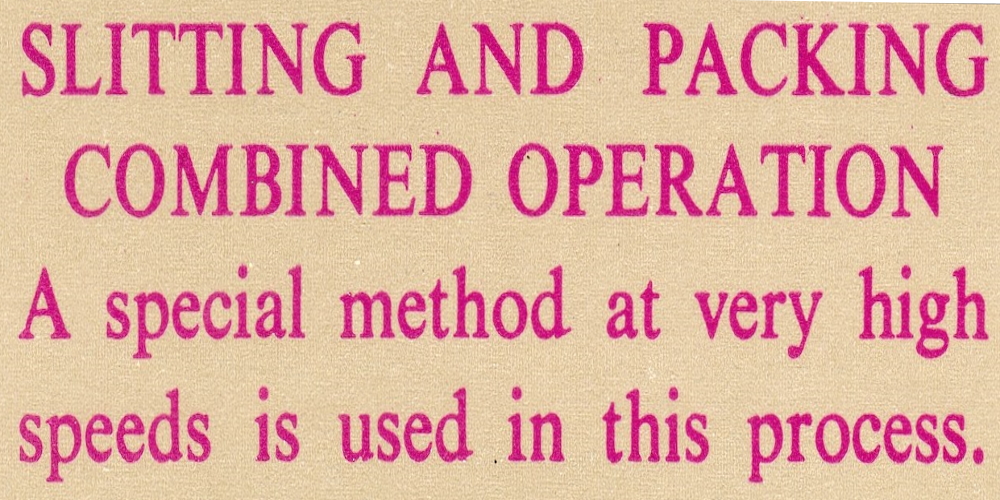 SLITTING AND PACKING
COMBINED OPERATION
A special method at very high
speeds is used in this process.